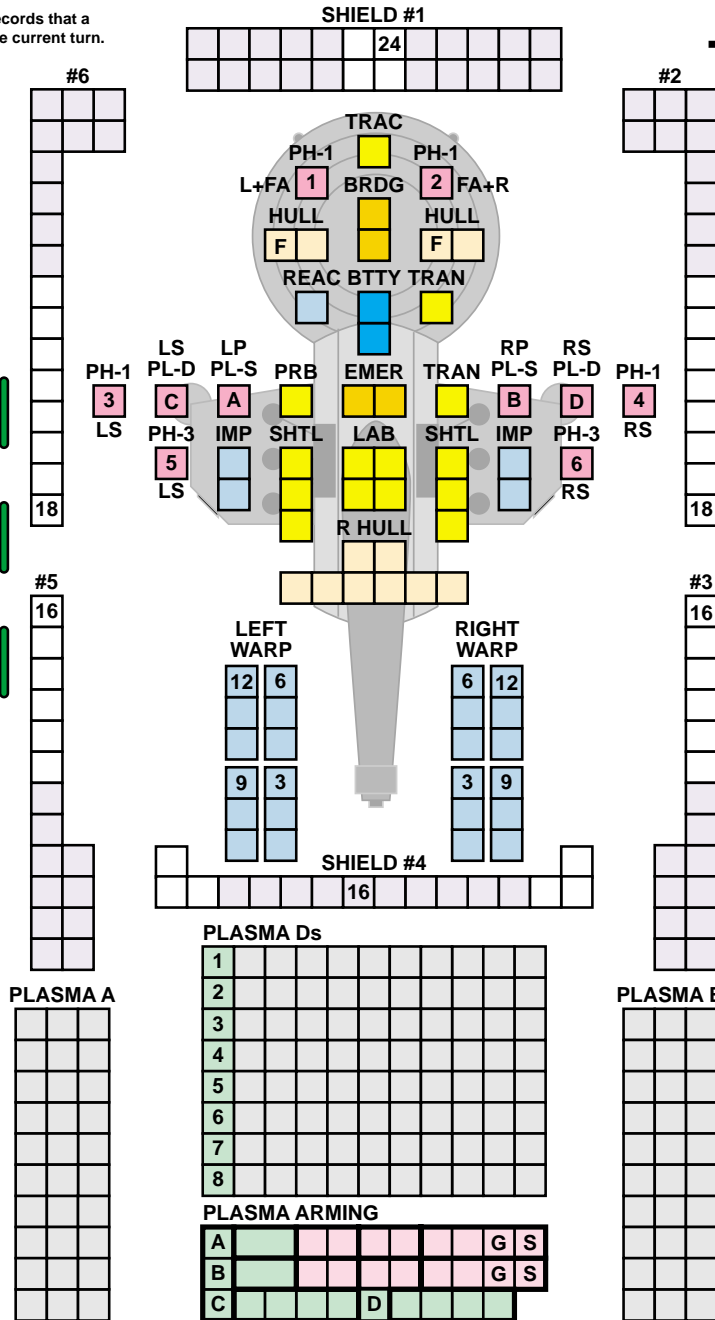 ecords that a
e current turn.
SHIELD #1
24
#6
#2
TRAC
PH-1 PH-1
L+FA 1 BRDG 2 FA+R
HULL HULL
F F
REAC BTTY TRAN
LS LP RP RS
PH-1 PL-D PL-S PRB EMER TRAN PL-S PL-D PH-1
3 C A B D 4
LS PH-3 IMP SHTL LAB SHTL IMP PH-3 RS
5 6
LS RS
18 R HULL 18
#5 #3
16 16
LEFT RIGHT
WARP WARP
12 6 6 12
9 3 3 9
SHIELD #4
16
PLASMA Ds
1
2
3
4
5
6
7
8
PLASMA A
PLASMA B
PLASMA ARMING
A G S
B G S
C D